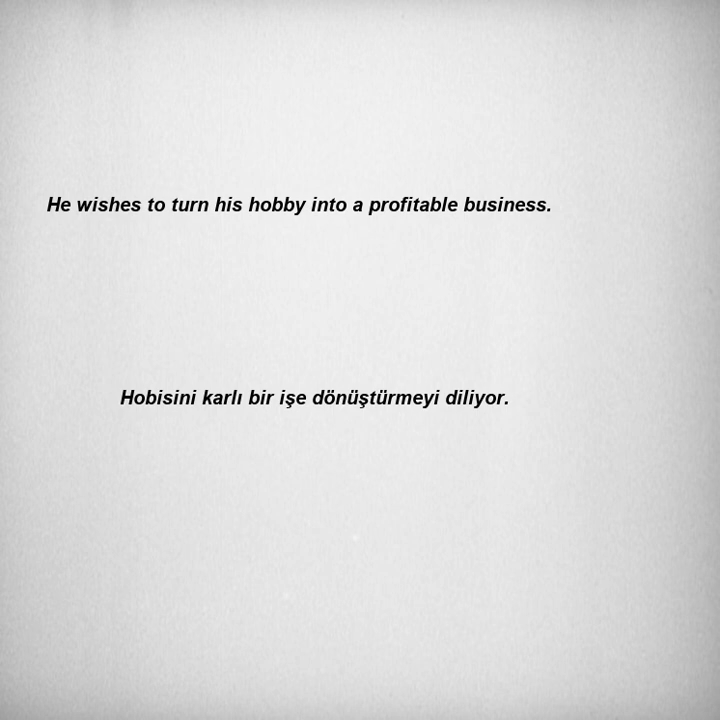 He wishes to turn his hobby into a profitable business.
Hobisini karlı bir işe dönüştürmeyi diliyor.